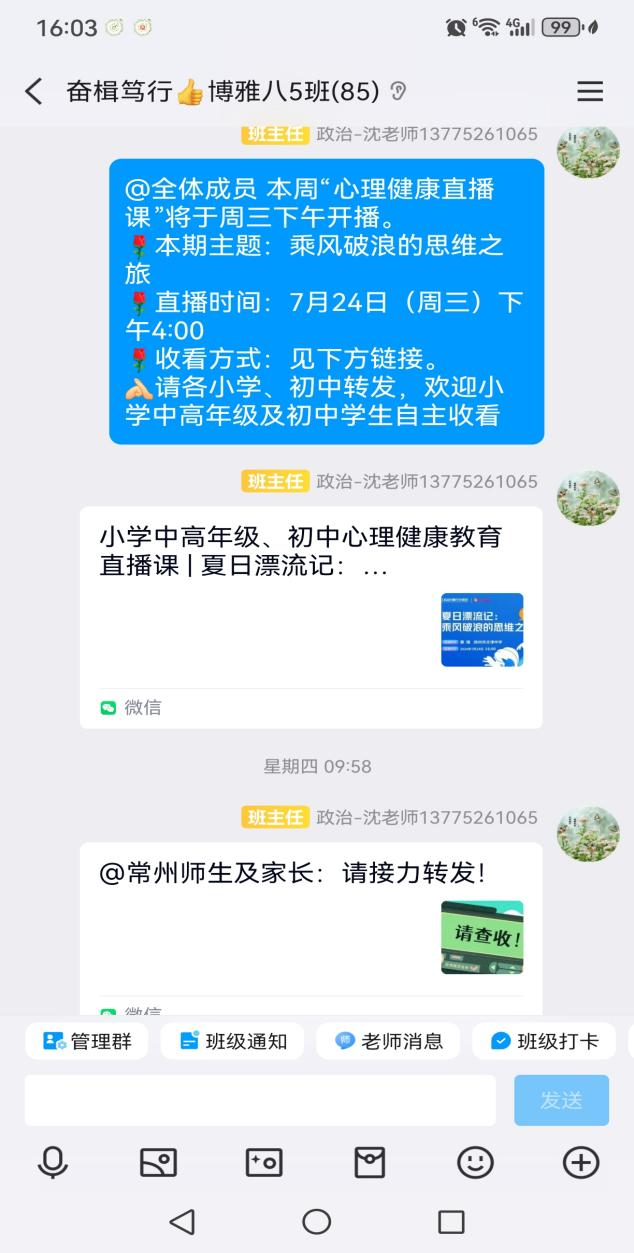 16:03
6
4G
99
奋楫笃行👍博雅八5班(85)
班主任 政治-沈老师13775261065
@全体成员 本周“心理健康直播
课”将于周三下午开播。
🌹本期主题：乘风破浪的思维之
旅
🌹直播时间：7月24日（周三）下
午4:00
🌹收看方式：见下方链接。
请各小学、初中转发，欢迎小
学中高年级及初中学生自主收看
班主任 政治-沈老师13775261065
小学中高年级、初中心理健康教育
直播课 | 夏日漂流记：...
夏日漂流记：
乘风破浪的思维之
微信
星期四 09:58
班主任 政治-沈老师13775261065
@常州师生及家长：请接力转发！
请查收！
微信
管理群
班级通知
师 老师消息
班级打卡
发送